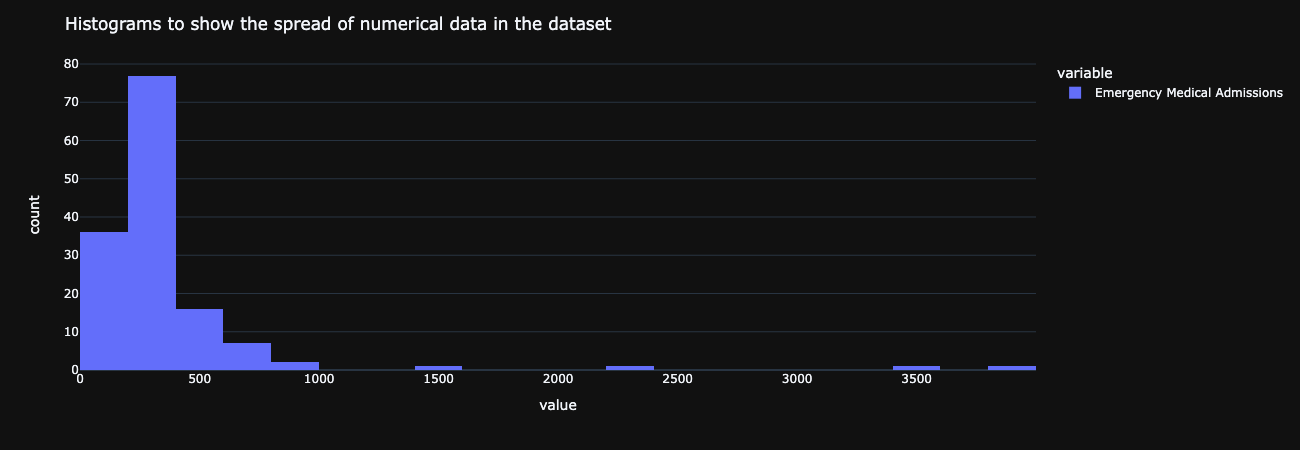 Histograms to show the spread of numerical data in the dataset
variable
Emergency Medical Admissions
count
80
70
60
50
40
30
20
10
0
0 500 1000 1500 2000 2500 3000 3500
value